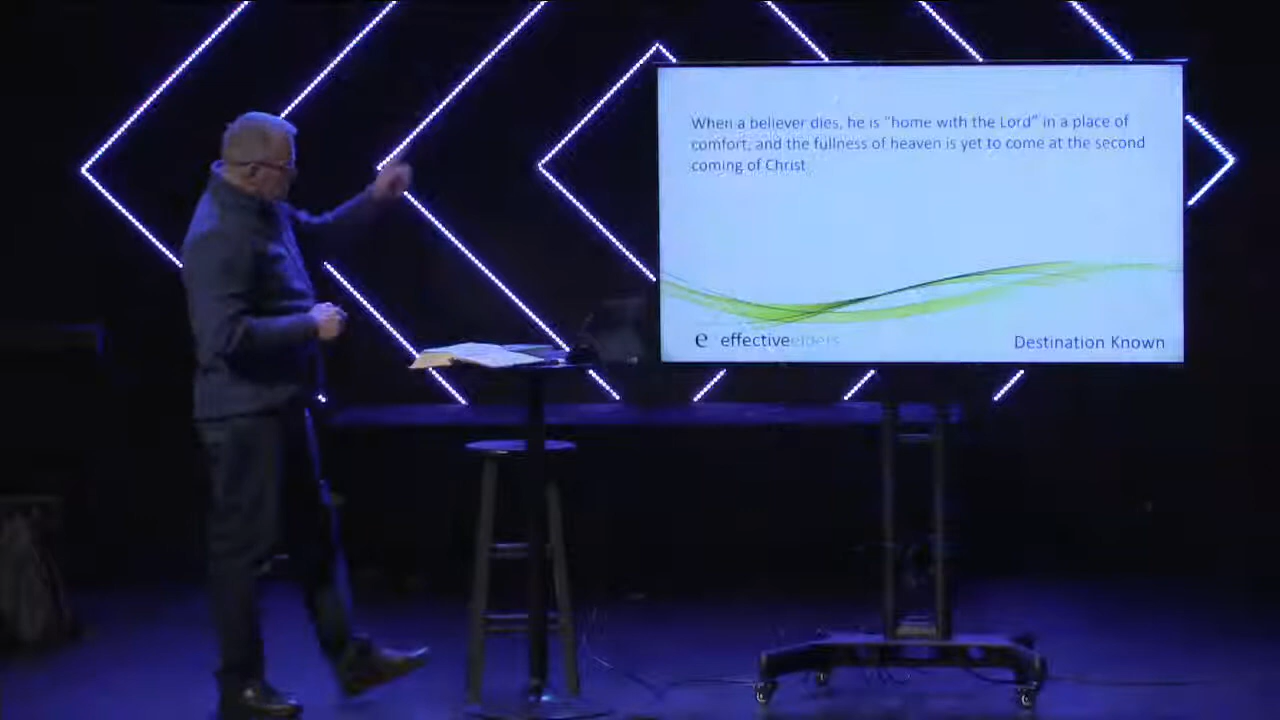 When a believer dies, he is "home with the Lord" in a place of
comfort, and the fullness of heaven is yet to come at the second
coming of Christ
e effectiveelders
Destination Known